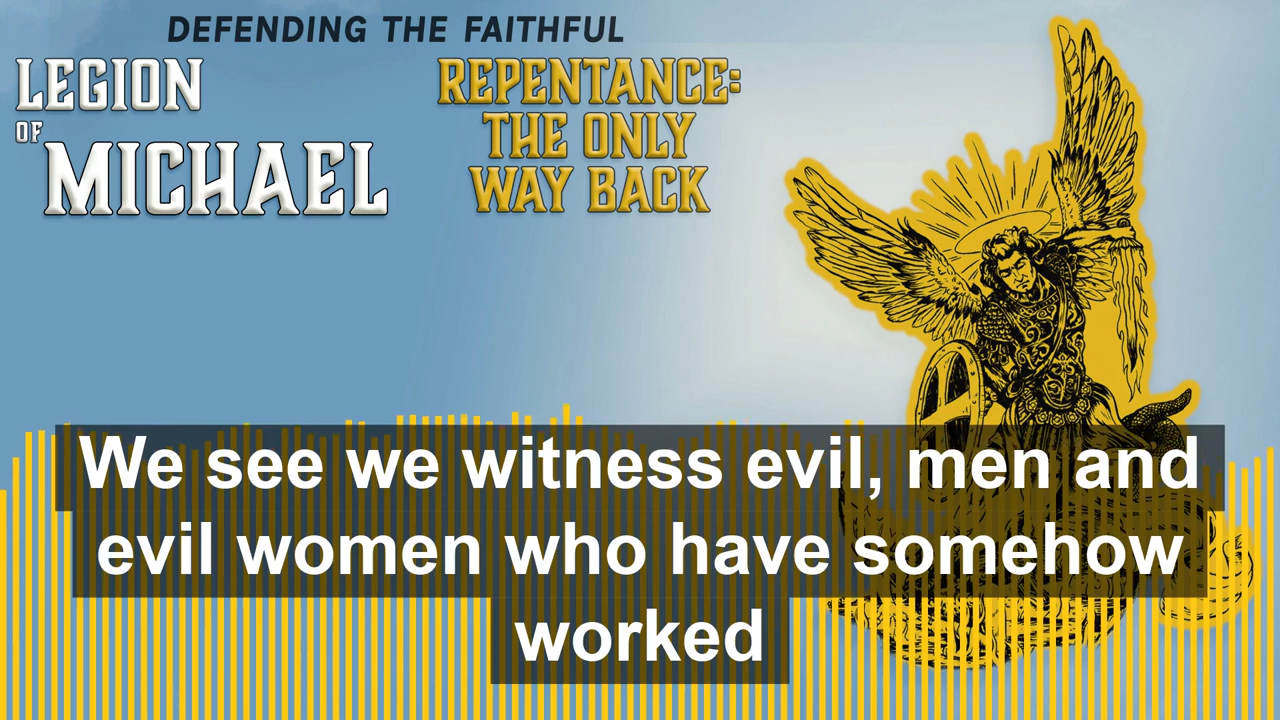 DEFENDING THE FAITHFUL
LEGION
OF
MICHAEL
REPENTANCE:
THE ONLY
WAY BACK
We see we witness evil, men and
evil women who have somehow
worked